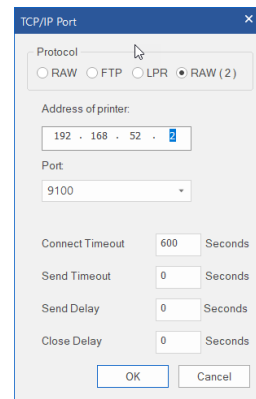 TCP/IP Port ×
Protocol
RAW FTP LPR RAW ( 2 )
Address of printer:
192 . 168 . 52 . 2
Port:
9100
Connect Timeout 600 Seconds
Send Timeout 0 Seconds
Send Delay 0 Seconds
Close Delay 0 Seconds
OK Cancel